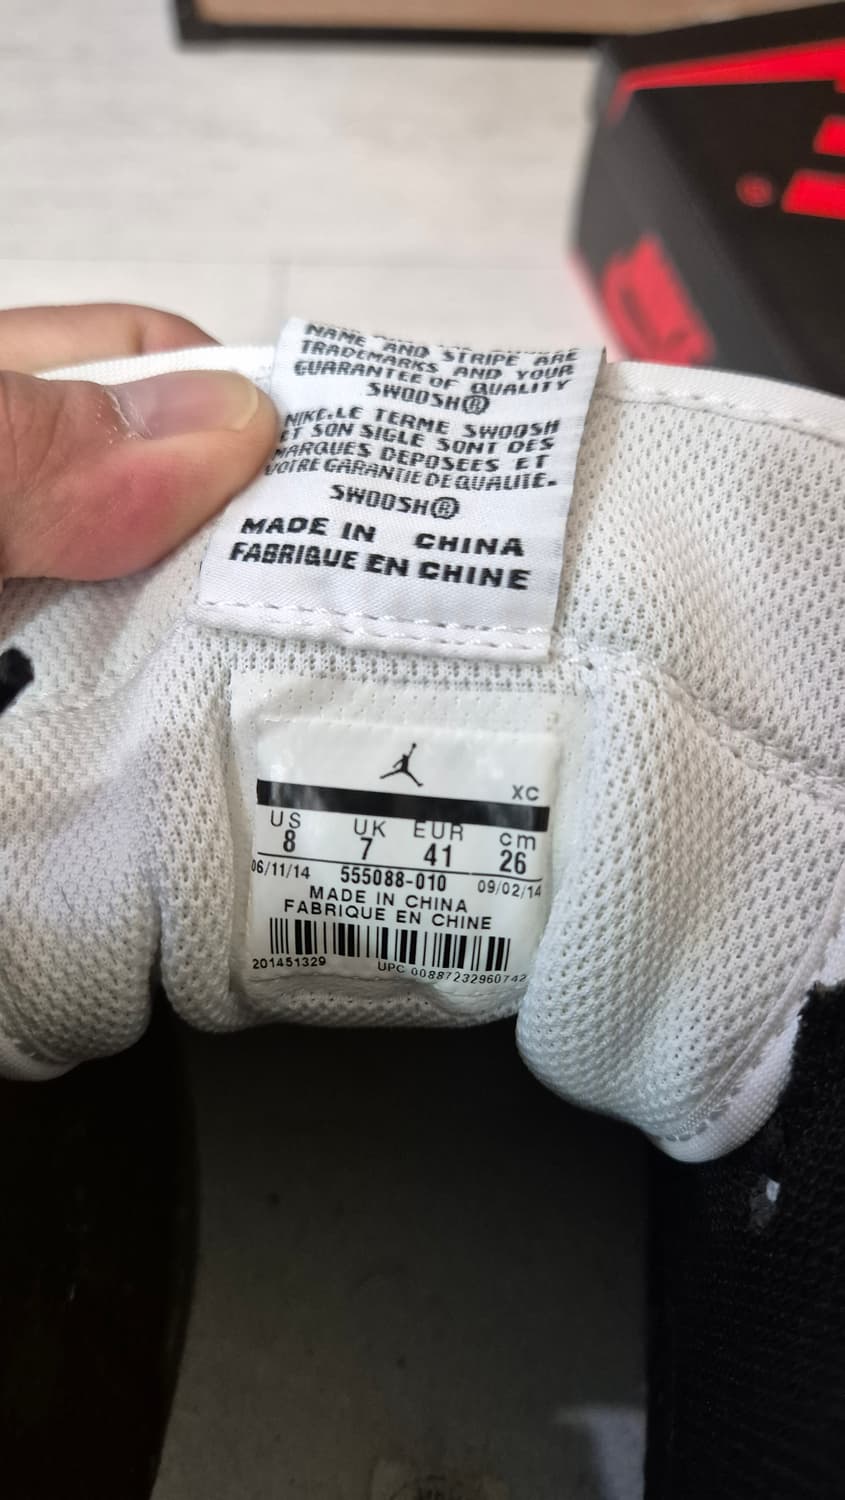 NAME AND STRIPE ARE
TRADEMARKS AND YOUR
GUARANTEE OF QUALITY
SWOOSH®
NIKE.LE TERME SWOOSH
ET SON SIGLE SONT DES
MARQUES DEPOSEES ET
VOTRE GARANTIE DE QUALITE.
SWOOSH®
MADE IN CHINA
FABRIQUE EN CHINE
XC
US UK EUR cm
8 7 41 26
06/11/14 555088-010 09/02/14
MADE IN CHINA
FABRIQUE EN CHINE
201451329 UPC 00887232960742